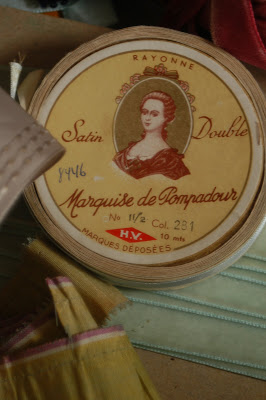 RAYONNE
Satin Double
8446
Marquise de Pompadour
No 11/2 Col. 281
H.V. 10 mts
MARQUES DÉPOSÉES